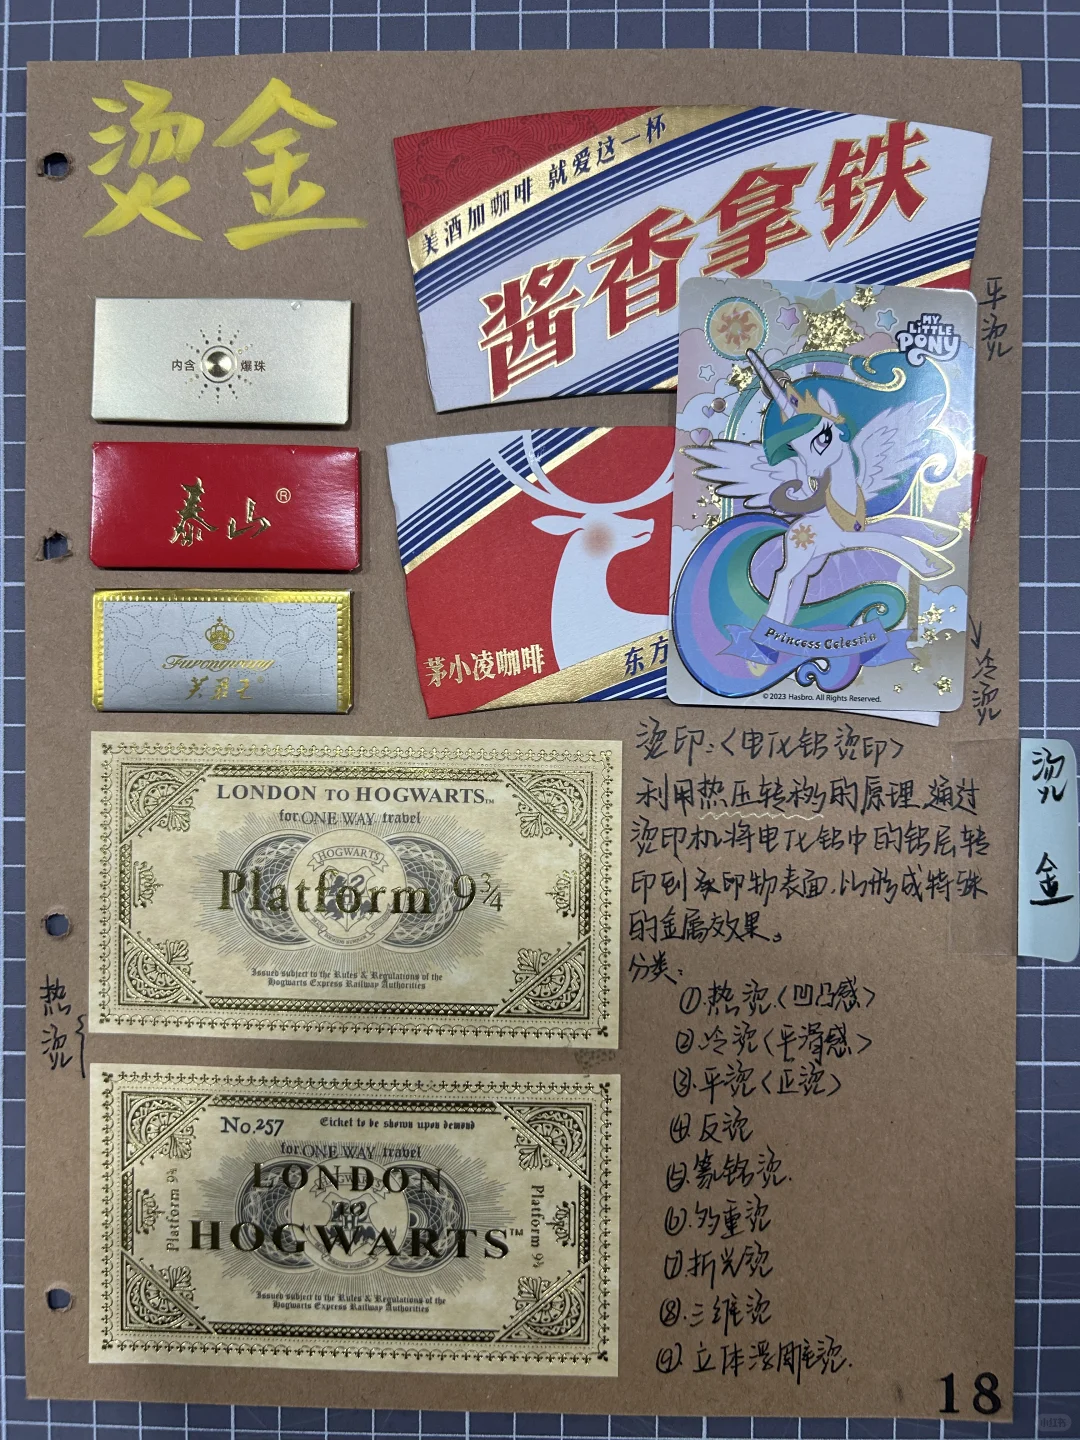 烫金
美酒加咖啡 就爱这一杯
酱香拿铁
平烫
MY
LITTLE
PONY
内含 爆珠
泰山®
Furongwang
芙蓉王
茅小凌咖啡
东方
Princess Celestia
©2023 Hasbro. All Rights Reserved.
冷烫
LONDON TO HOGWARTS™
for ONE WAY travel
HOGWARTS
Platform 9¾
Issued subject to the Rules & Regulations of the
Hogwarts Express Railway Authorities
热烫
No.257 Ticket to be shown upon demand
for ONE WAY travel
LONDON
to
HOGWARTS™
Platform 9¾
Platform 9¾
Issued subject to the Rules & Regulations of the
Hogwarts Express Railway Authorities
烫印:<电化铝烫印>
利用热压转移的原理,通过
烫印机将电化铝中的铝层转
印到承印物表面,以形成特殊
的金属效果。
分类:
①.热烫<凹凸感>
②.冷烫<平滑感>
③.平烫<正烫>
④.反烫
⑤.篆铭烫.
⑥.多重烫
⑦.折光烫
⑧.三维烫
⑨.立体浮雕烫.
烫金
18
小红书